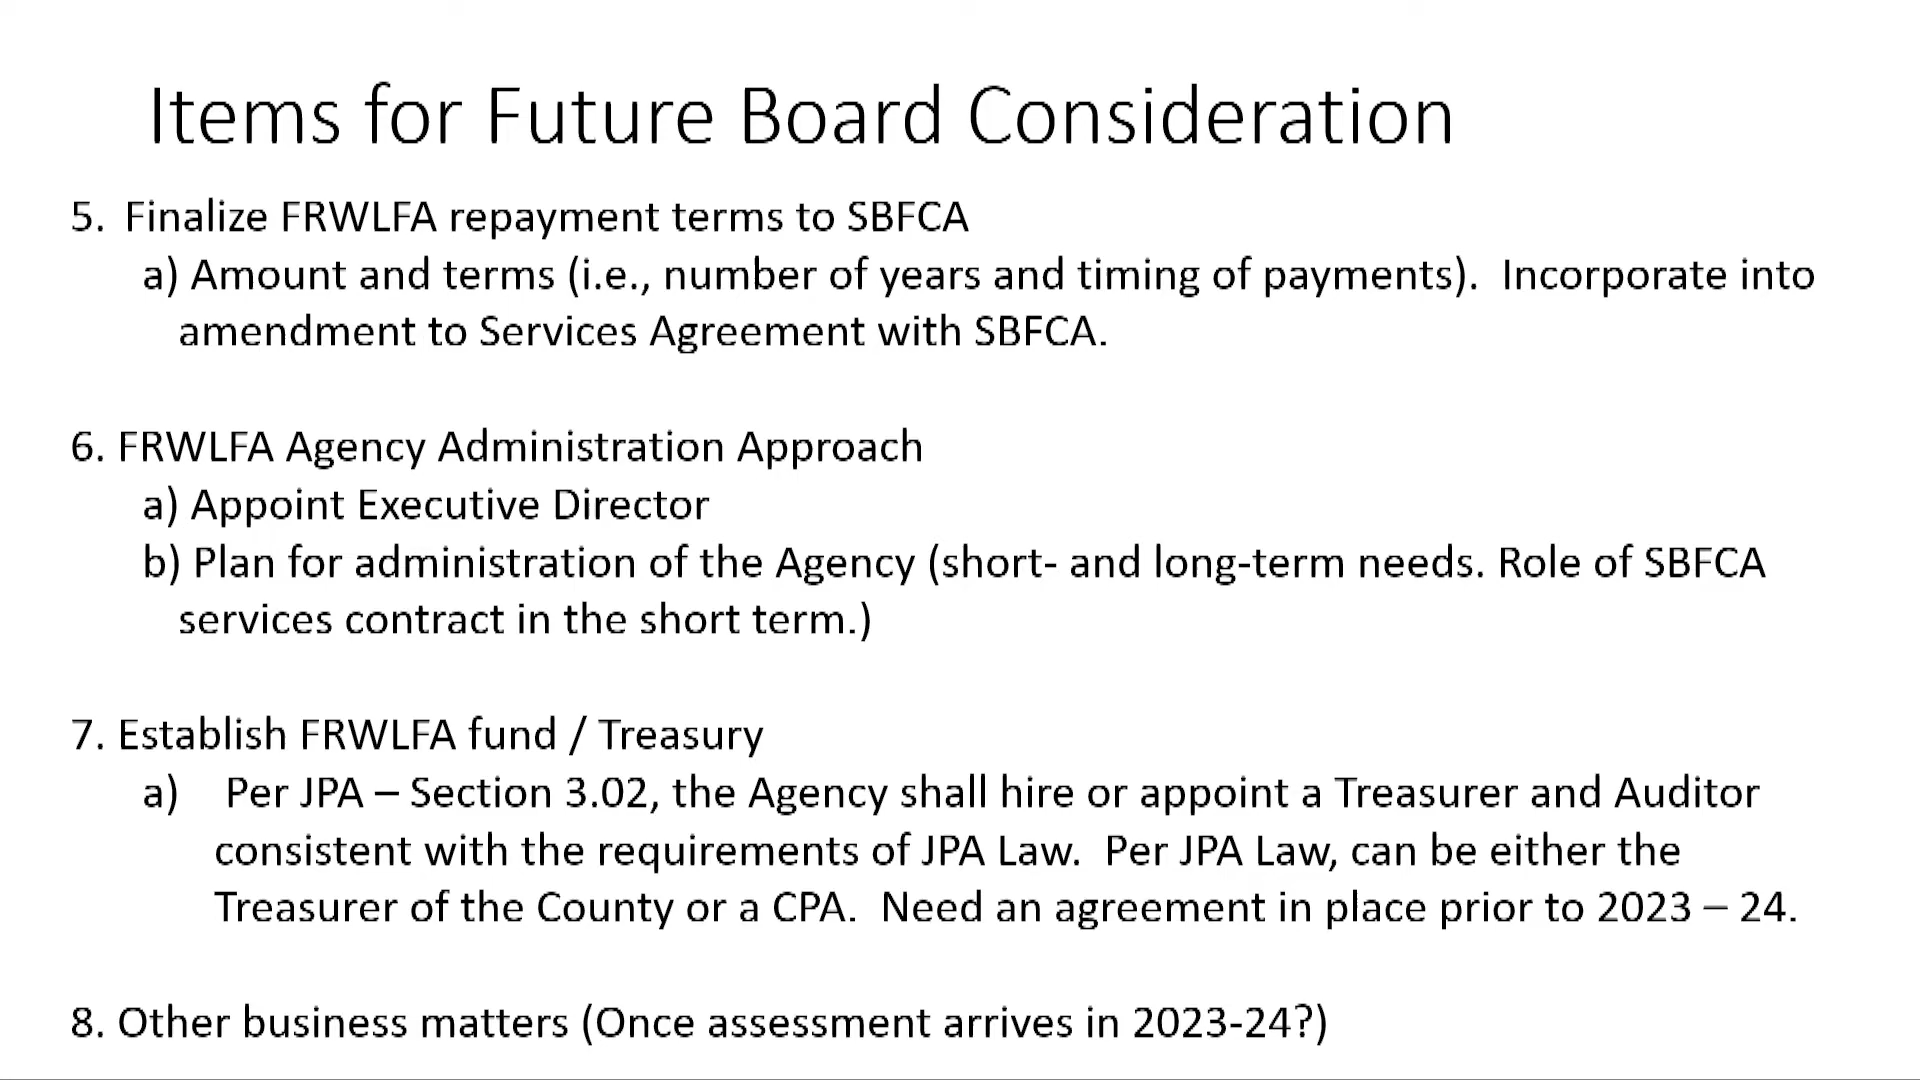 Items for Future Board Consideration
5. Finalize FRWLFA repayment terms to SBFCA
a) Amount and terms (i.e., number of years and timing of payments). Incorporate into
amendment to Services Agreement with SBFCA.
6. FRWLFA Agency Administration Approach
a) Appoint Executive Director
b) Plan for administration of the Agency (short- and long-term needs. Role of SBFCA
services contract in the short term.)
7. Establish FRWLFA fund / Treasury
a) Per JPA – Section 3.02, the Agency shall hire or appoint a Treasurer and Auditor
consistent with the requirements of JPA Law. Per JPA Law, can be either the
Treasurer of the County or a CPA. Need an agreement in place prior to 2023 – 24.
8. Other business matters (Once assessment arrives in 2023-24?)